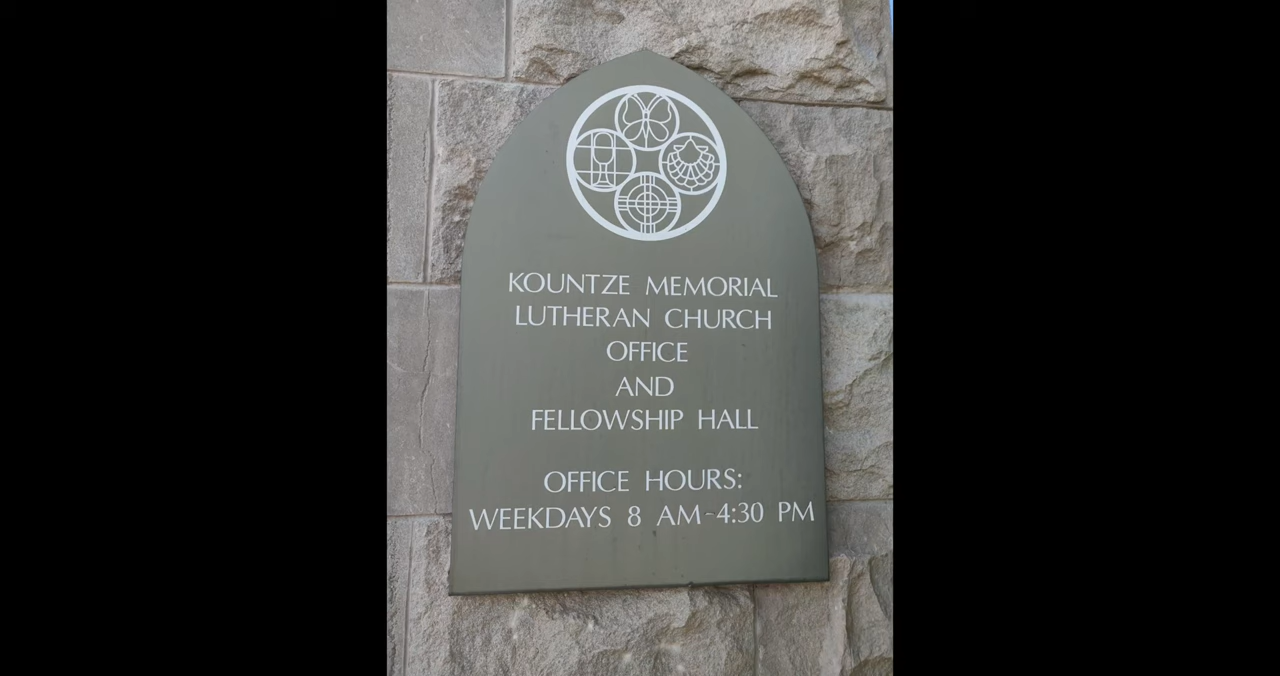 KOUNTZE MEMORIAL
LUTHERAN CHURCH
OFFICE
AND
FELLOWSHIP HALL
OFFICE HOURS:
WEEKDAYS 8 AM-4:30 PM